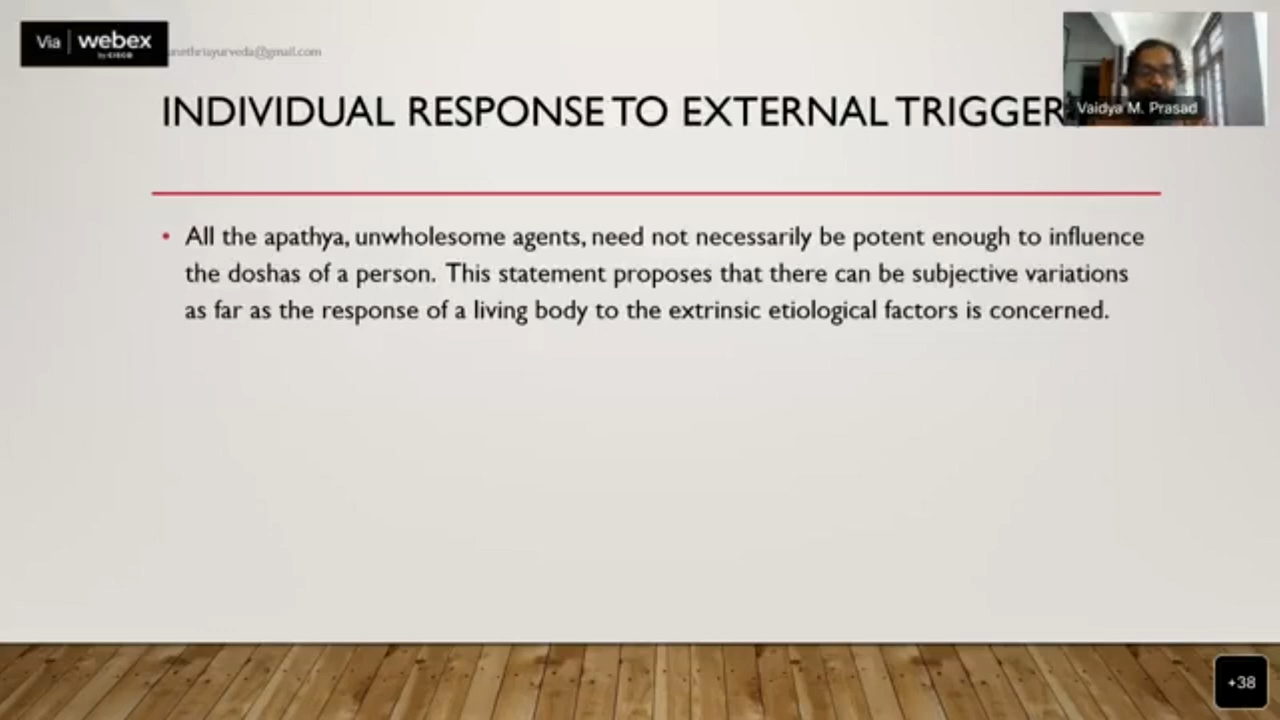 Via webex
by CISCO
unethriayurveda@gmail.com
Vaidya M. Prasad
INDIVIDUAL RESPONSE TO EXTERNAL TRIGGER
• All the apathya, unwholesome agents, need not necessarily be potent enough to influence
the doshas of a person. This statement proposes that there can be subjective variations
as far as the response of a living body to the extrinsic etiological factors is concerned.
+38